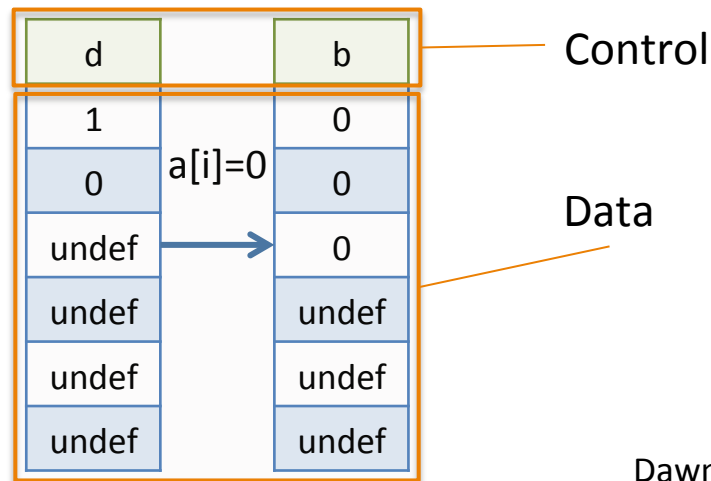 d b
Control
1 0
a[i]=0
0 0
Data
undef 0
undef undef
undef undef
undef undef
Dawn